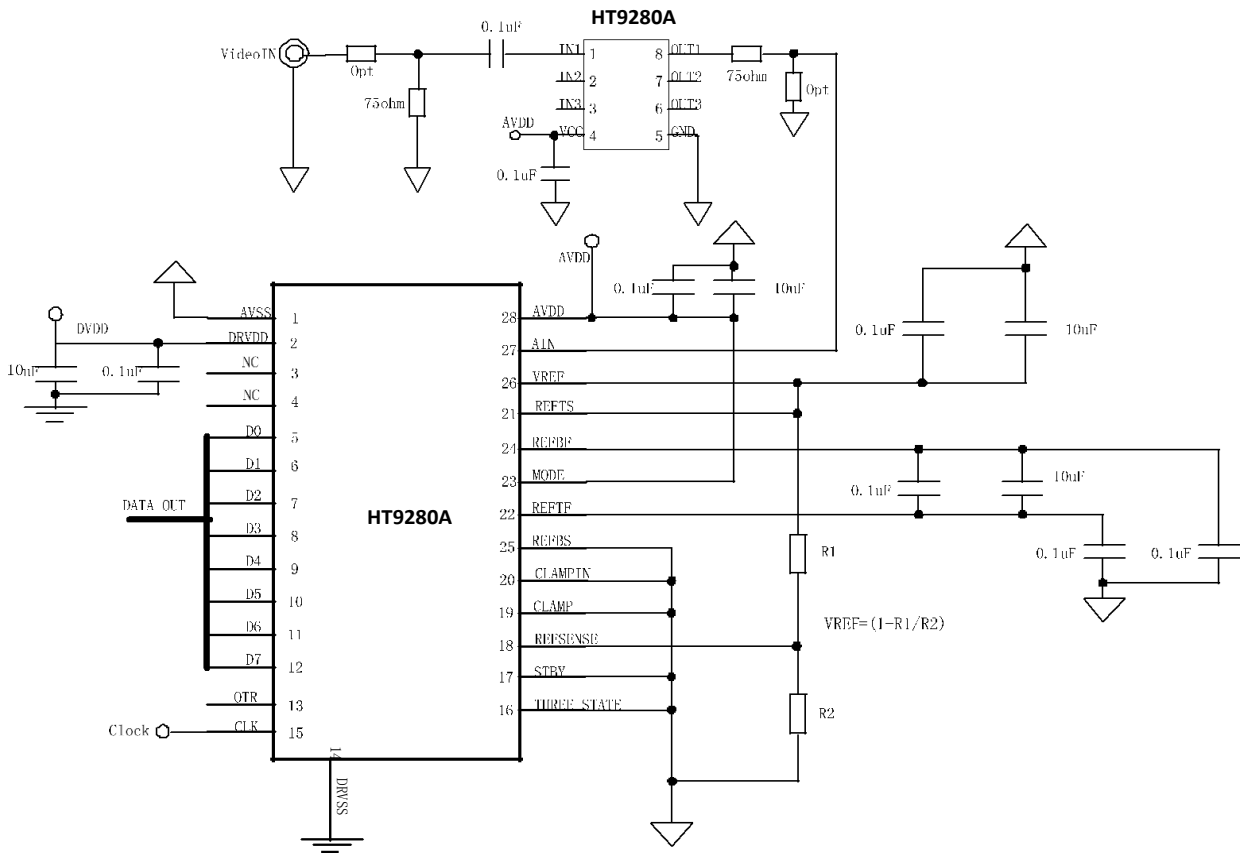 HT9280A
0.1uF
VideoIN
Opt
75ohm
IN1
1
8
OUT1
75ohm
Opt
IN2
2
7
OUT2
IN3
3
6
OUT3
AVDD
VCC
4
5
GND
0.1uF
AVDD
0.1uF
10uF
0.1uF
10uF
AVSS
1
28
AVDD
DVDD
DRVDD
2
27
AIN
10uF
0.1uF
NC
3
26
VREF
NC
4
21
REFTS
D0
5
24
REFBF
D1
6
23
MODE
0.1uF
10uF
D2
7
22
REFTF
DATA OUT
HT9280A
D3
8
25
REFBS
R1
0.1uF
0.1uF
D4
9
20
CLAMPIN
D5
10
19
CLAMP
VREF=(1-R1/R2)
D6
11
18
REFSENSE
D7
12
17
STBY
OTR
13
16
THREE STATE
R2
Clock
CLK
15
14
DRVSS